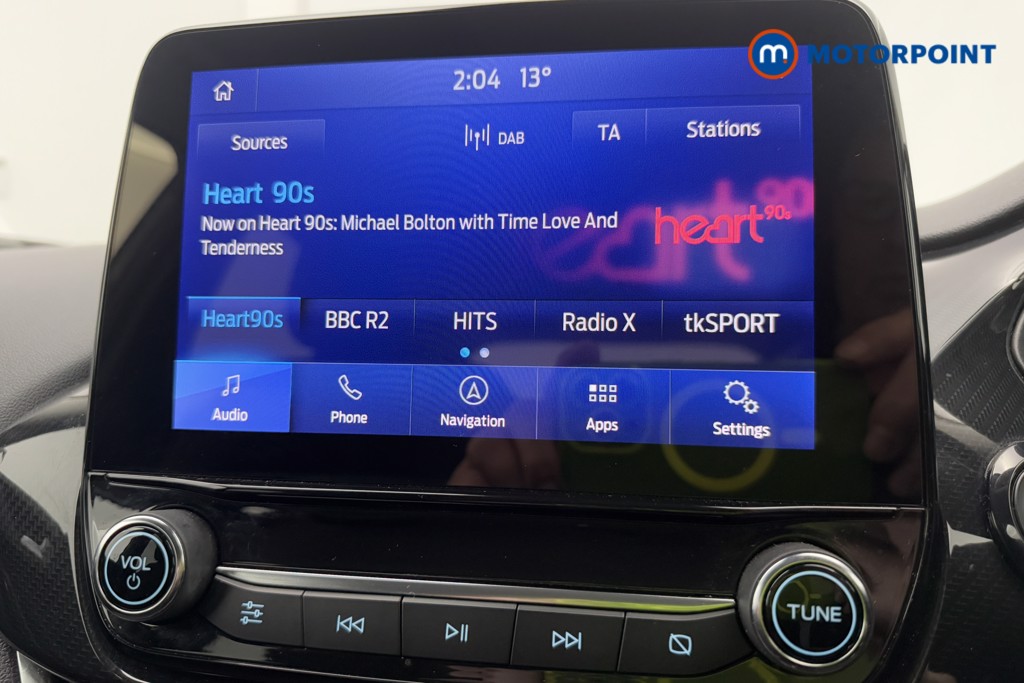 m. MOTORPOINT
2:04 13°
Sources
DAB
TA
Stations
Heart 90s
Now on Heart 90s: Michael Bolton with Time Love And
Tenderness
heart 90s
Heart90s
BBC R2
HITS
Radio X
tkSPORT
Audio
Phone
Navigation
Apps
Settings
VOL
TUNE